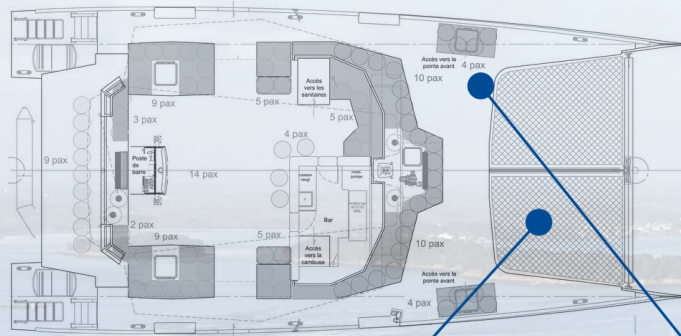 Accès vers la
pointe avant
4 pax
10 pax
9 pax
5 pax
Accès
vers les
sanitaires
3 pax
5 pax
4 pax
9 pax
Poste
de
barre
14 pax
Bar
2 pax
9 pax
5 pax
Accès
vers la
cambuse
10 pax
Accès vers la
pointe avant
4 pax